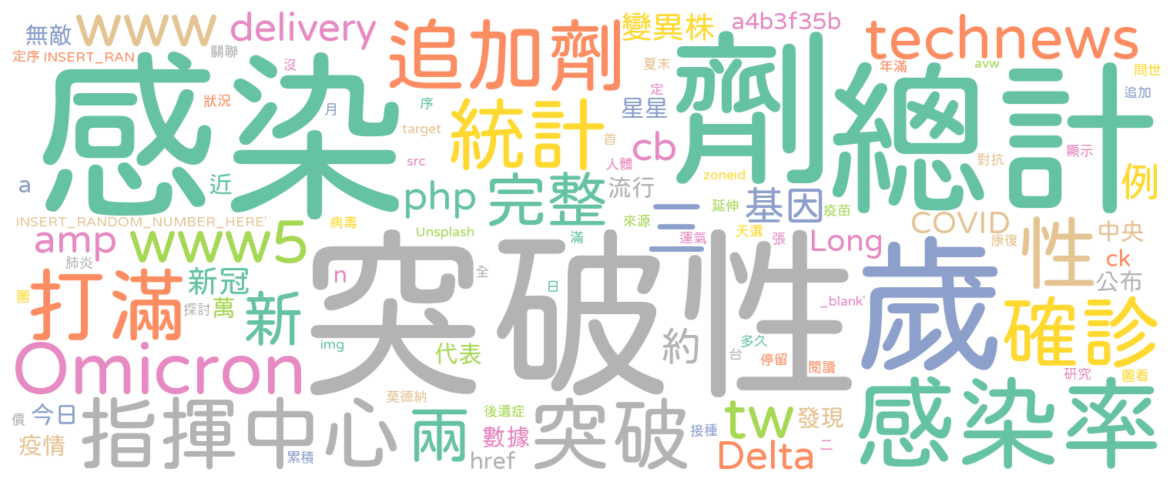 無敵 www delivery 追加劑 變異株 a4b3f35b technews
定序 INSERT_RAN 關聯 沒 夏末 年滿 avw 問世
感染 劑 總計
狀況 月 序 統計 星星 定 追加
target 首
src 人體 cb 對抗 顯示
a 近 php 完整 流行 zoneid 例
INSERT_RANDOM_NUMBER_HERE' 病毒 Unsplash 來源 三 延伸 基因 疫苗 COVID 中央
amp www5 突破性 滿 運氣 天選 張 Long 康復 性
肺炎 n 全 歲 ck
打滿 新冠 日 _blank' 公布
圖 探討 萬 新 約 確診
Omicron img 代表 台 多久 停留 閱讀 研究 圖看
莫德納
價 今日 指揮中心 兩 後遺症 突破 tw 發現 感染率
疫情 數據 接種
累積 href Delta 二